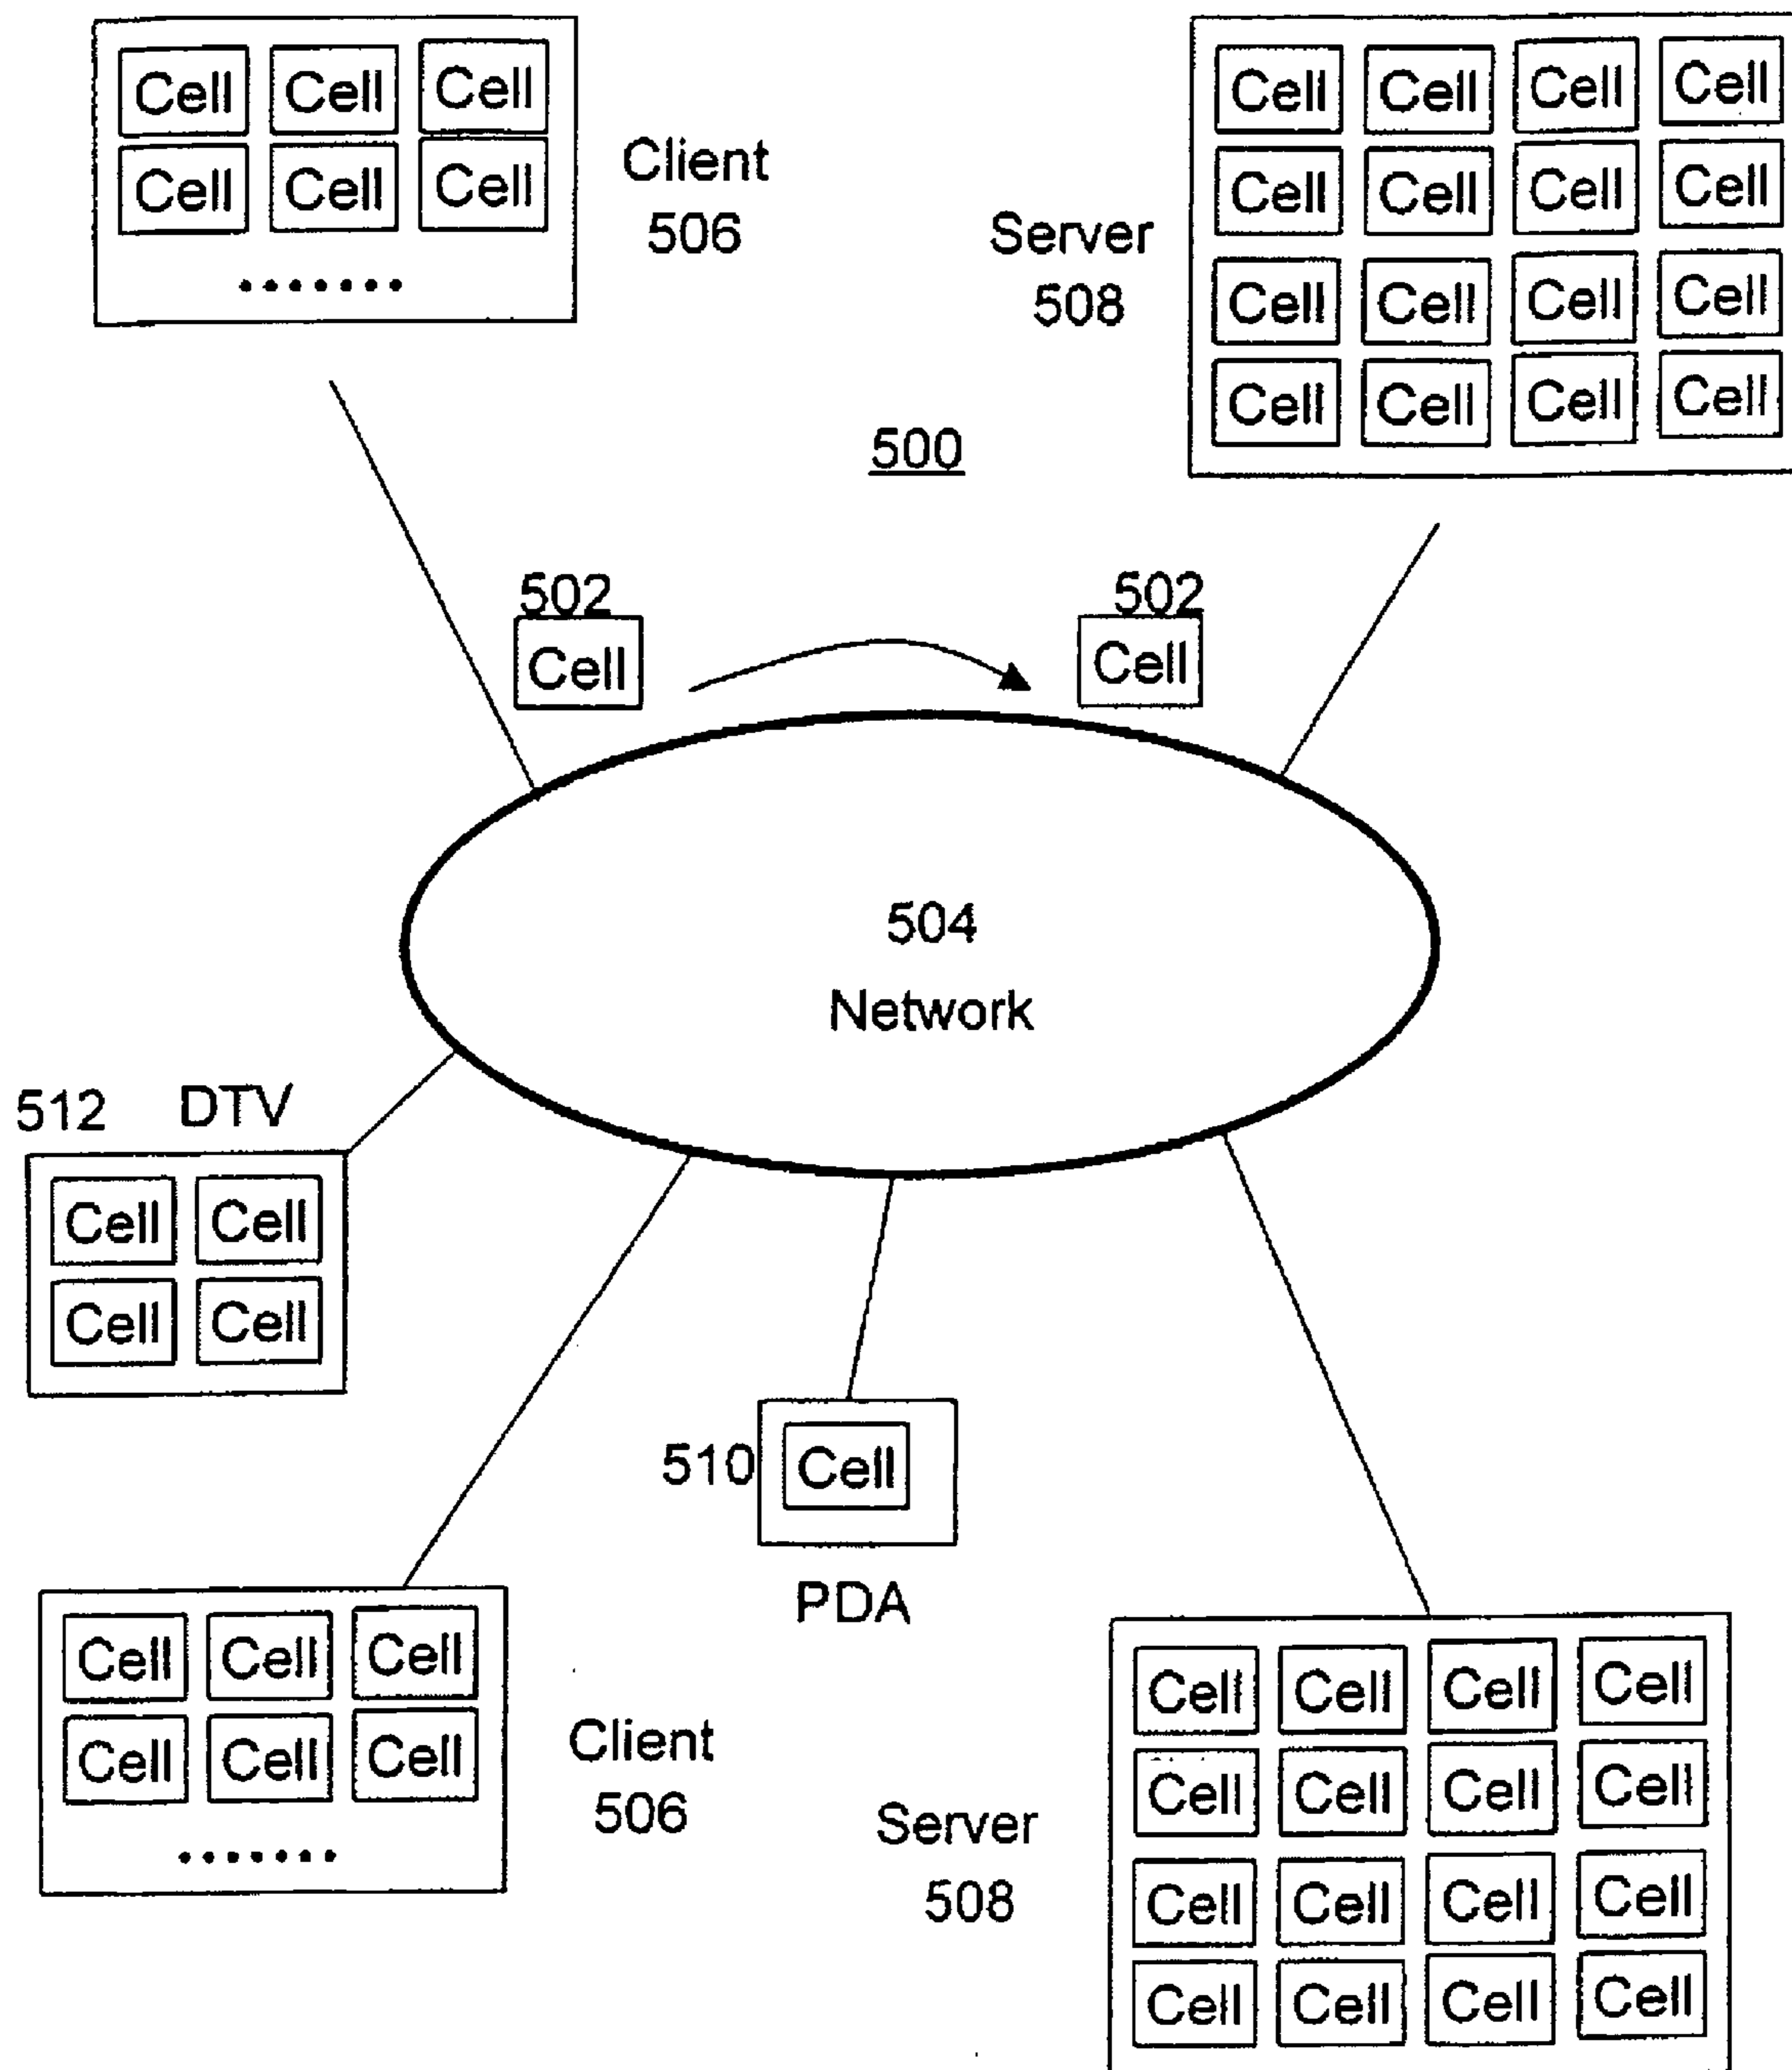 Cell Cell Cell
Cell Cell Cell
.......
Client
506
Cell Cell Cell Cell
Cell Cell Cell Cell
Cell Cell Cell Cell
Cell Cell Cell Cell
Server
508
500
502
Cell
502
Cell
504
Network
512 DTV
Cell Cell
Cell Cell
510
Cell
PDA
Cell Cell Cell
Cell Cell Cell
.......
Client
506
Server
508
Cell Cell Cell Cell
Cell Cell Cell Cell
Cell Cell Cell Cell
Cell Cell Cell Cell